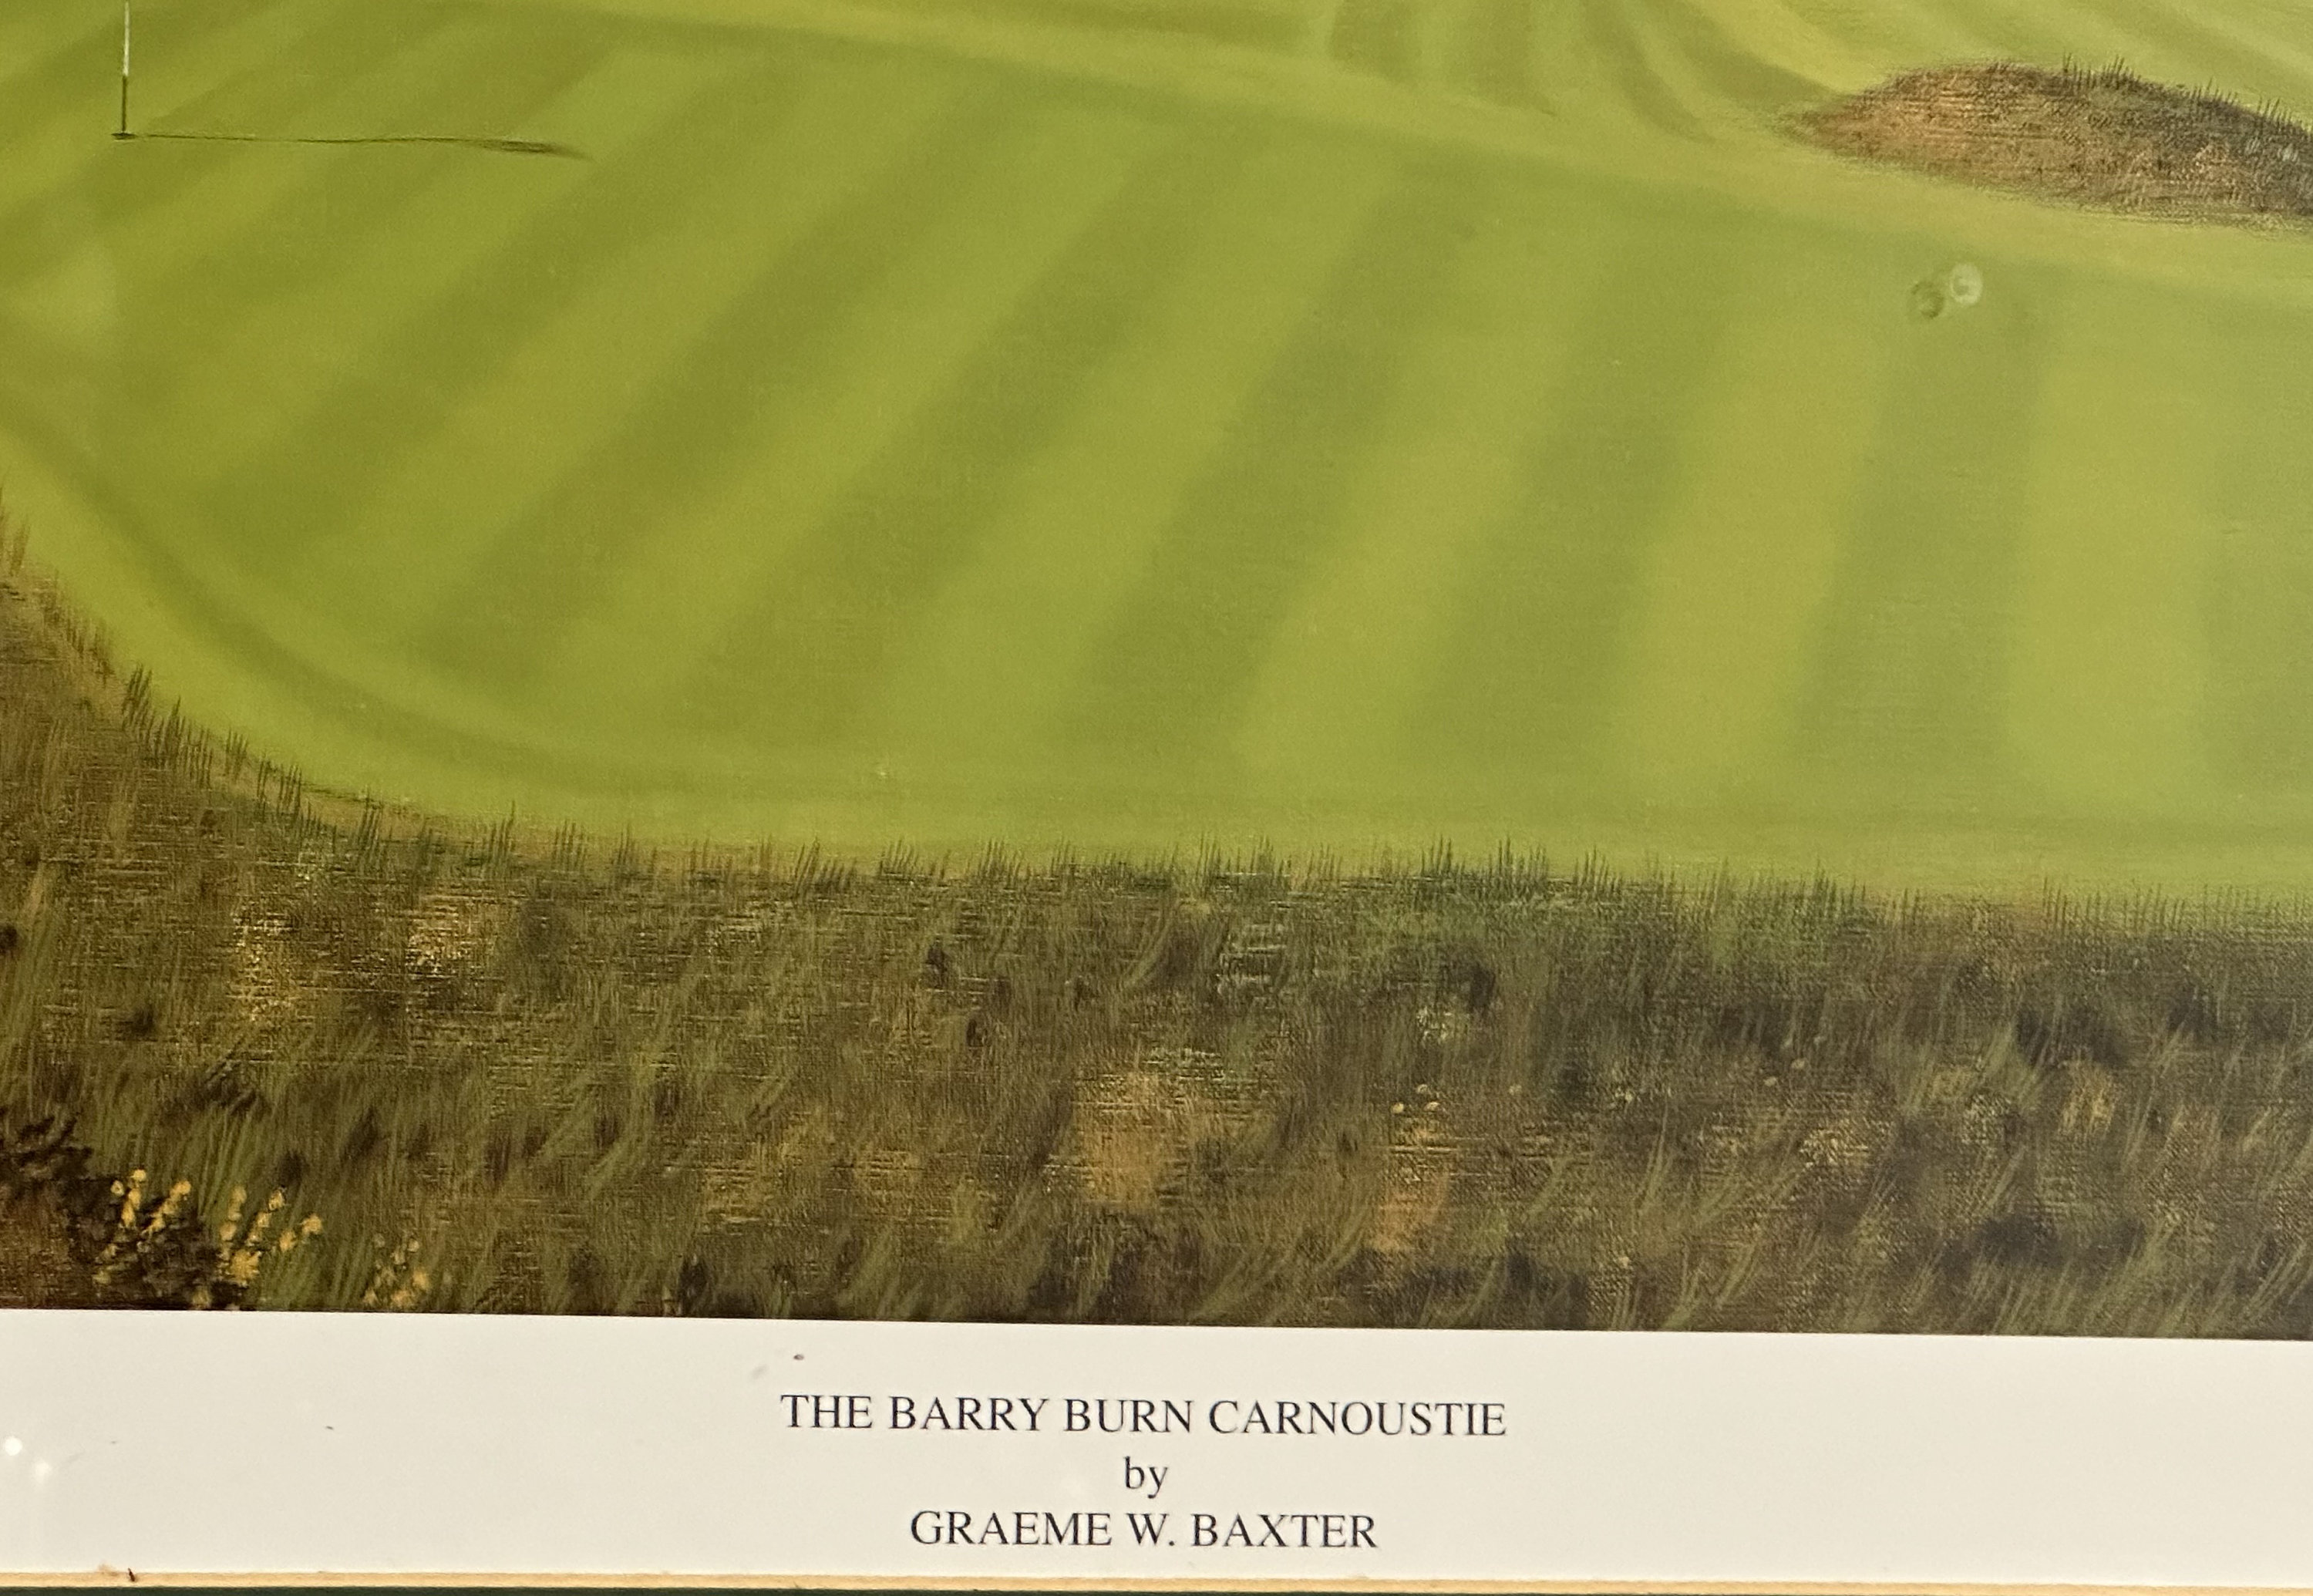 THE BARRY BURN CARNOUSTIE
by
GRAEME W. BAXTER